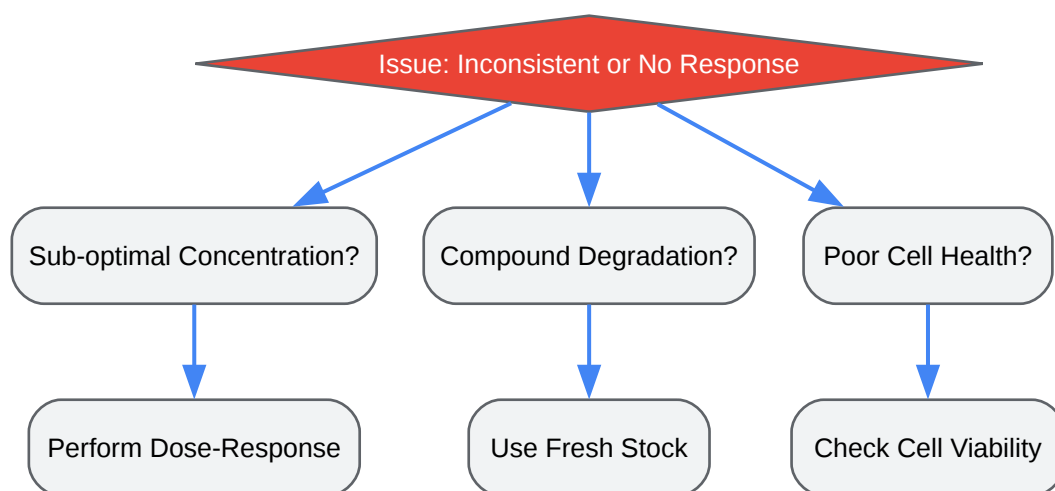 Issue: Inconsistent or No Response
Sub-optimal Concentration?
Compound Degradation?
Poor Cell Health?
Perform Dose-Response
Use Fresh Stock
Check Cell Viability